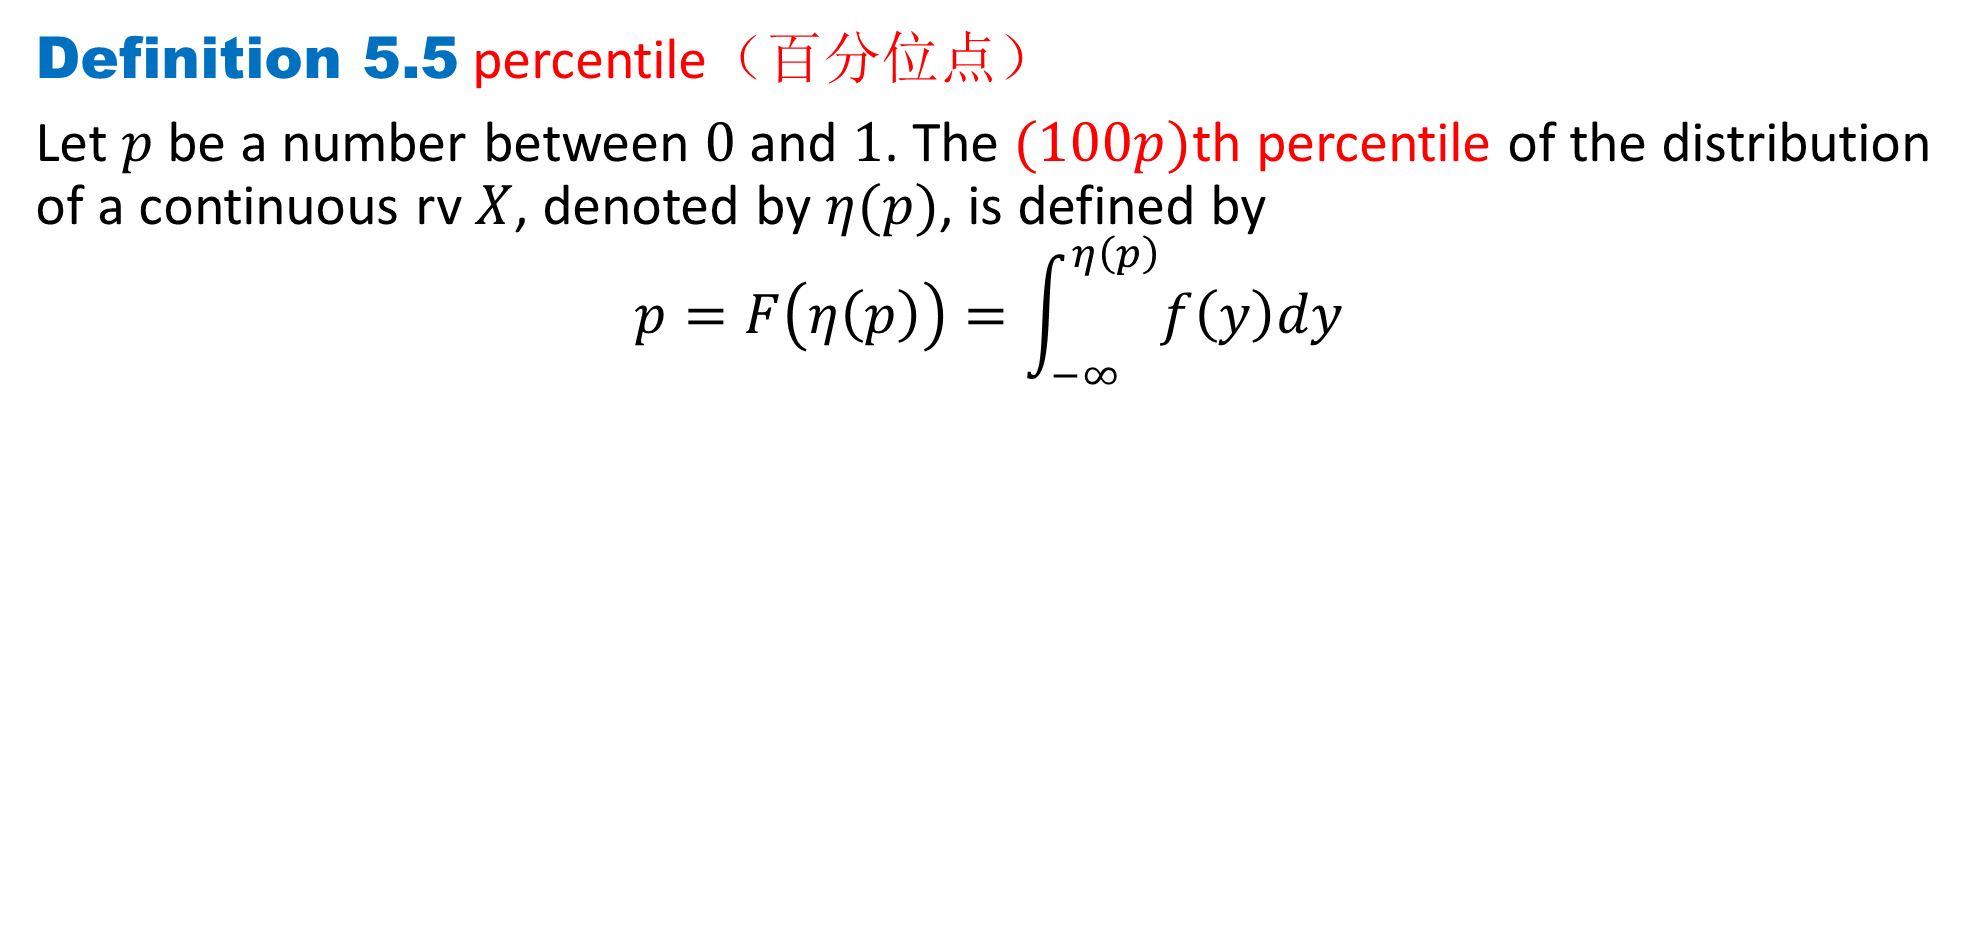 Definition 5.5 percentile（百分位点）
Let 𝑝 be a number between 0 and 1. The (100𝑝)th percentile of the distribution
of a continuous rv 𝑋, denoted by 𝜂(𝑝), is defined by
𝑝 = 𝐹(𝜂(𝑝)) = ∫_{−∞}^{𝜂(𝑝)} 𝑓(𝑦)𝑑𝑦